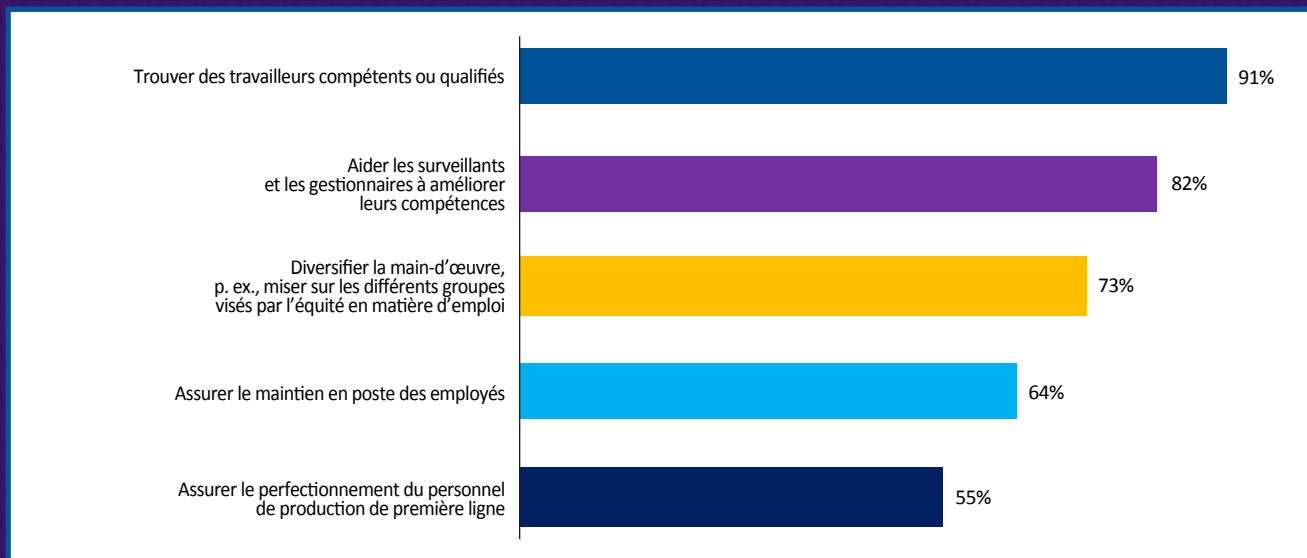 Trouver des travailleurs compétents ou qualifiés
91%
Aider les surveillants
et les gestionnaires à améliorer
leurs compétences
82%
Diversifier la main-d’œuvre,
p. ex., miser sur les différents groupes
visés par l’équité en matière d’emploi
73%
Assurer le maintien en poste des employés
64%
Assurer le perfectionnement du personnel
de production de première ligne
55%